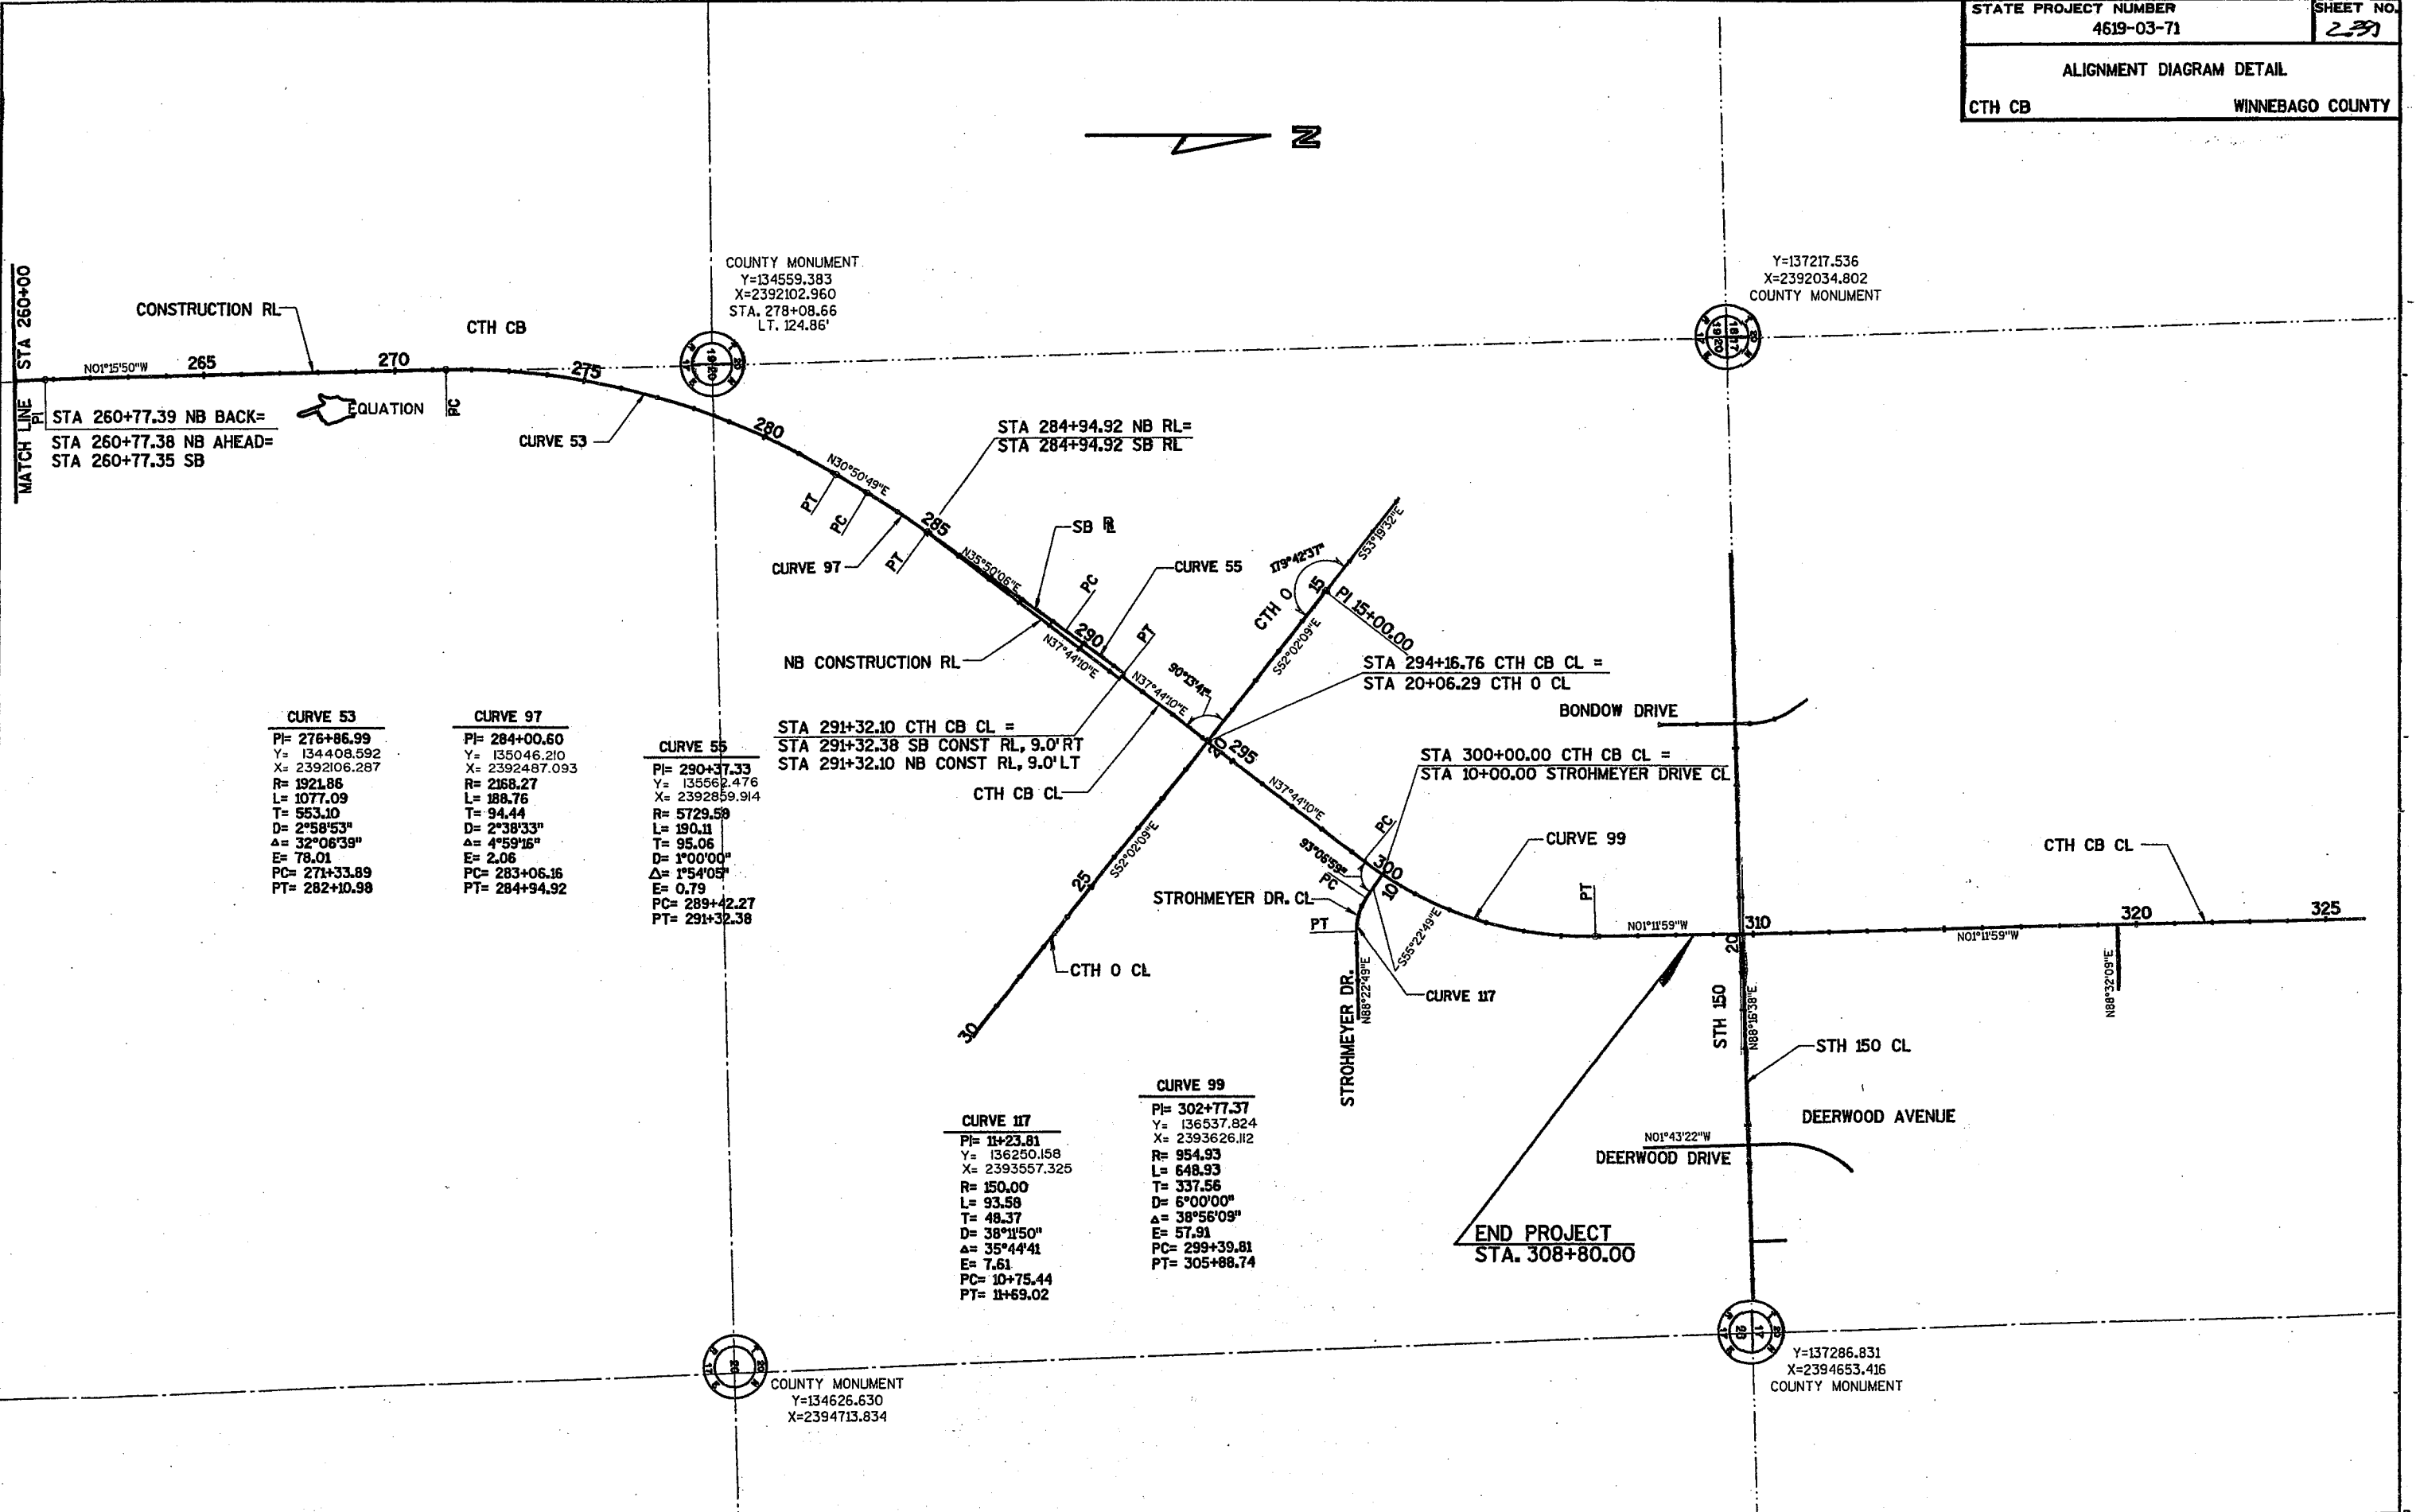 STATE PROJECT NUMBER
4619-03-71
SHEET NO.
ALIGNMENT DIAGRAM DETAIL
CTH CB
WINNEBAGO COUNTY
N
COUNTY MONUMENT
Y=134559.383
X=2392102.960
STA. 278+08.66
LT. 124.86'
Y=137217.536
X=2392034.802
COUNTY MONUMENT
MATCH LINE STA 260+00
CONSTRUCTION RL
CTH CB
N01°15'50"W
265
270
275
PI
STA 260+77.39 NB BACK=
STA 260+77.38 NB AHEAD=
STA 260+77.35 SB
EQUATION
PC
CURVE 53
280
N30°50'49"E
PT
PC
STA 284+94.92 NB RL=
STA 284+94.92 SB RL
285
CURVE 97
PT
N35°50'06"E
SB RL
PC
CURVE 55
290
PT
N37°44'10"E
NB CONSTRUCTION RL
N37°44'10"E
90°13'41"
CTH O
179°42'37"
15
S53°19'32"E
PI 15+00.00
S52°02'09"E
STA 294+16.76 CTH CB CL =
STA 20+06.29 CTH O CL
STA 291+32.10 CTH CB CL =
STA 291+32.38 SB CONST RL, 9.0' RT
STA 291+32.10 NB CONST RL, 9.0' LT
CTH CB CL
20
295
N37°44'10"E
S52°02'09"E
25
CTH O CL
30
BONDOW DRIVE
STA 300+00.00 CTH CB CL =
STA 10+00.00 STROHMEYER DRIVE CL
PC
300
10
93°06'59"
PC
STROHMEYER DR. CL
PT
S55°22'49"E
CURVE 99
CURVE 117
STROHMEYER DR.
N88°22'49"E
PT
N01°11'59"W
310
20
STH 150
N88°16'38"E
STH 150 CL
N01°11'59"W
CTH CB CL
320
325
N88°32'09"E
DEERWOOD AVENUE
N01°43'22"W
DEERWOOD DRIVE
END PROJECT
STA. 308+80.00
CURVE 53
PI= 276+86.99
Y= 134408.592
X= 2392106.287
R= 1921.86
L= 1077.09
T= 553.10
D= 2°58'53"
Δ= 32°06'39"
E= 78.01
PC= 271+33.89
PT= 282+10.98
CURVE 97
PI= 284+00.60
Y= 135046.210
X= 2392487.093
R= 2168.27
L= 188.76
T= 94.44
D= 2°38'33"
Δ= 4°59'16"
E= 2.06
PC= 283+06.16
PT= 284+94.92
CURVE 55
PI= 290+37.33
Y= 135562.476
X= 2392859.914
R= 5729.58
L= 190.11
T= 95.06
D= 1°00'00"
Δ= 1°54'05"
E= 0.79
PC= 289+42.27
PT= 291+32.38
CURVE 117
PI= 11+23.81
Y= 136250.158
X= 2393557.325
R= 150.00
L= 93.58
T= 48.37
D= 38°11'50"
Δ= 35°44'41
E= 7.61
PC= 10+75.44
PT= 11+69.02
CURVE 99
PI= 302+77.37
Y= 136537.824
X= 2393626.112
R= 954.93
L= 648.93
T= 337.56
D= 6°00'00"
Δ= 38°56'09"
E= 57.91
PC= 299+39.81
PT= 305+88.74
COUNTY MONUMENT
Y=134626.630
X=2394713.834
Y=137286.831
X=2394653.416
COUNTY MONUMENT